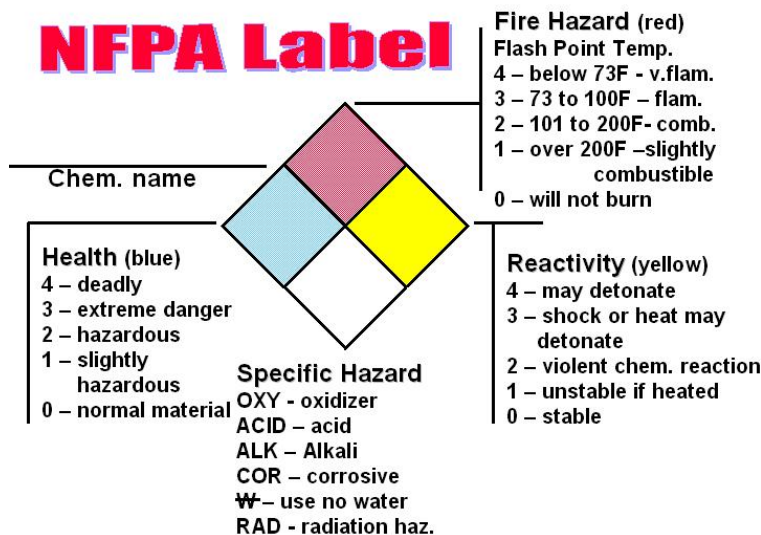 NFPA Label
Fire Hazard (red)
Flash Point Temp.
4 – below 73F - v.flam.
3 – 73 to 100F – flam.
2 – 101 to 200F- comb.
1 – over 200F –slightly
combustible
0 – will not burn
Chem. name
Health (blue)
4 – deadly
3 – extreme danger
2 – hazardous
1 – slightly
hazardous
0 – normal material
Reactivity (yellow)
4 – may detonate
3 – shock or heat may
detonate
2 – violent chem. reaction
1 – unstable if heated
0 – stable
Specific Hazard
OXY - oxidizer
ACID – acid
ALK – Alkali
COR – corrosive
W – use no water
RAD - radiation haz.